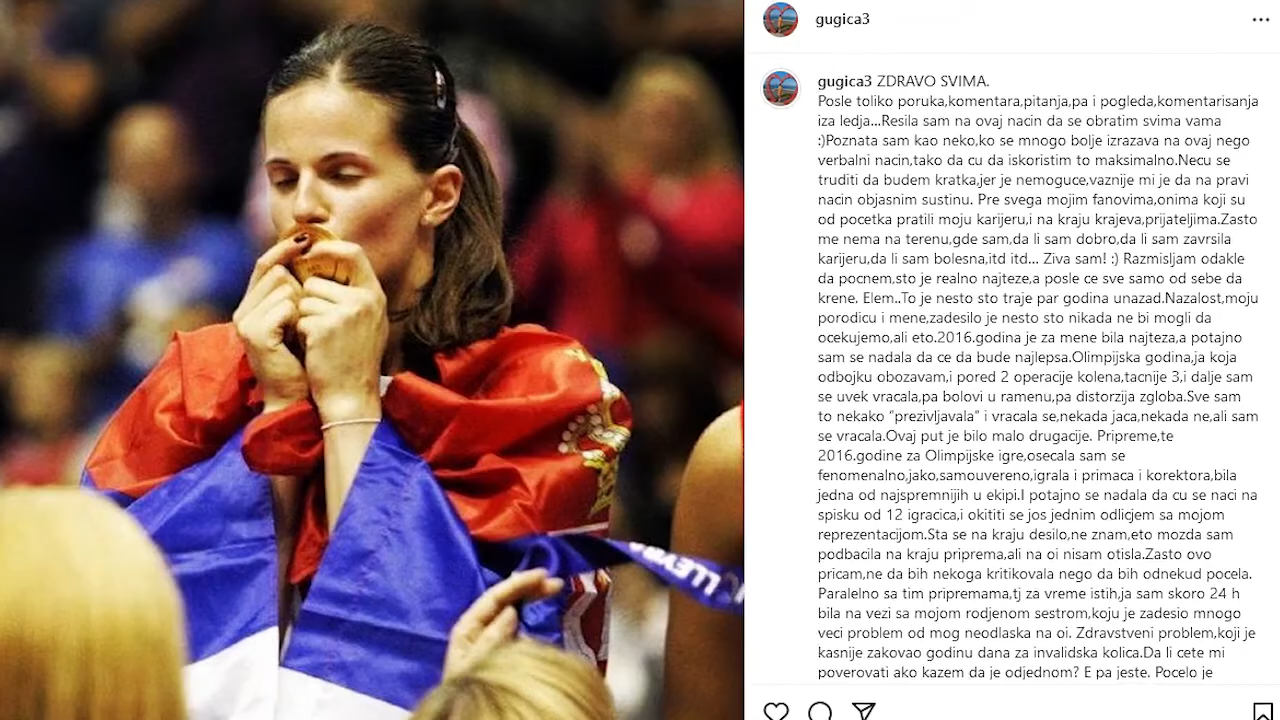 gugica3
gugica3 ZDRAVO SVIMA.
Posle toliko poruka,komentara,pitanja,pa i pogleda,komentarisanja
iza ledja...Resila sam na ovaj nacin da se obratim svima vama
:)Poznata sam kao neko,ko se mnogo bolje izrazava na ovaj nego
verbalni nacin,tako da cu da iskoristim to maksimalno.Necu se
truditi da budem kratka,jer je nemoguce,vaznije mi je da na pravi
nacin objasnim sustinu. Pre svega mojim fanovima,onima koji su
od pocetka pratili moju karijeru,i na kraju krajeva,prijateljima.Zasto
me nema na terenu,gde sam,da li sam dobro,da li sam zavrsila
karijeru,da li sam bolesna,itd itd... Ziva sam! :) Razmisljam odakle
da pocnem,sto je realno najteze,a posle ce sve samo od sebe da
krene. Elem..To je nesto sto traje par godina unazad.Nazalost,moju
porodicu i mene,zadesilo je nesto sto nikada ne bi mogli da
ocekujemo,ali eto.2016.godina je za mene bila najteza,a potajno
sam se nadala da ce da bude najlepsa.Olimpijska godina,ja koja
odbojku obozavam,i pored 2 operacije kolena,tacnije 3,i dalje sam
se uvek vracala,pa bolovi u ramenu,pa distorzija zgloba.Sve sam
to nekako "prezivljavala" i vracala se,nekada jaca,nekada ne,ali sam
se vracala.Ovaj put je bilo malo drugacije. Pripreme,te
2016.godine za Olimpijske igre,osecala sam se
fenomenalno,jako,samouvereno,igrala i primaca i korektora,bila
jedna od najspremnijih u ekipi.I potajno se nadala da cu se naci na
spisku od 12 igracica,i okititi se jos jednim odlicjem sa mojom
reprezentacijom.Sta se na kraju desilo,ne znam,eto mozda sam
podbacila na kraju priprema,ali na oi nisam otisla.Zasto ovo
pricam,ne da bih nekoga kritikovala nego da bih odnekud pocela.
Paralelno sa tim pripremama,tj za vreme istih,ja sam skoro 24 h
bila na vezi sa mojom rodjenom sestrom,koju je zadesio mnogo
veci problem od mog neodlaska na oi. Zdravstveni problem,koji je
kasnije zakovao godinu dana za invalidska kolica.Da li cete mi
poverovati ako kazem da je odjednom? E pa jeste. Pocelo je